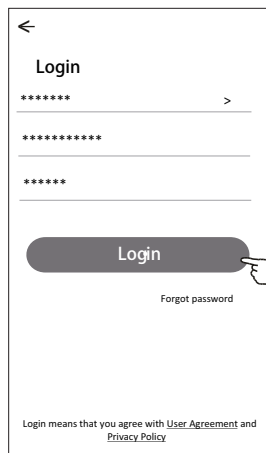 Login
******* >
***********
******
Login
Forgot password
Login means that you agree with User Agreement and
Privacy Policy